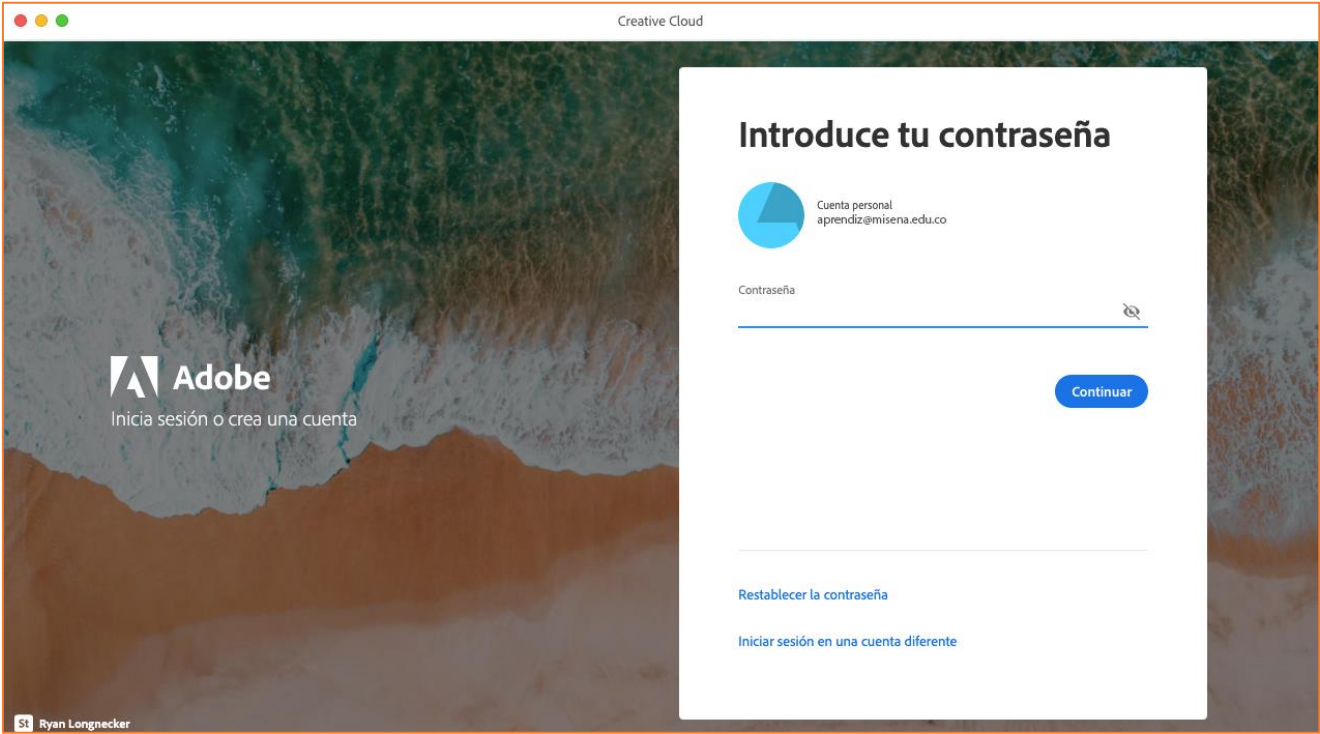 Creative Cloud
Adobe
Inicia sesión o crea una cuenta
St Ryan Longnecker
Introduce tu contraseña
Cuenta personal
aprendiz@misena.edu.co
Contraseña
Continuar
Restablecer la contraseña
Iniciar sesión en una cuenta diferente